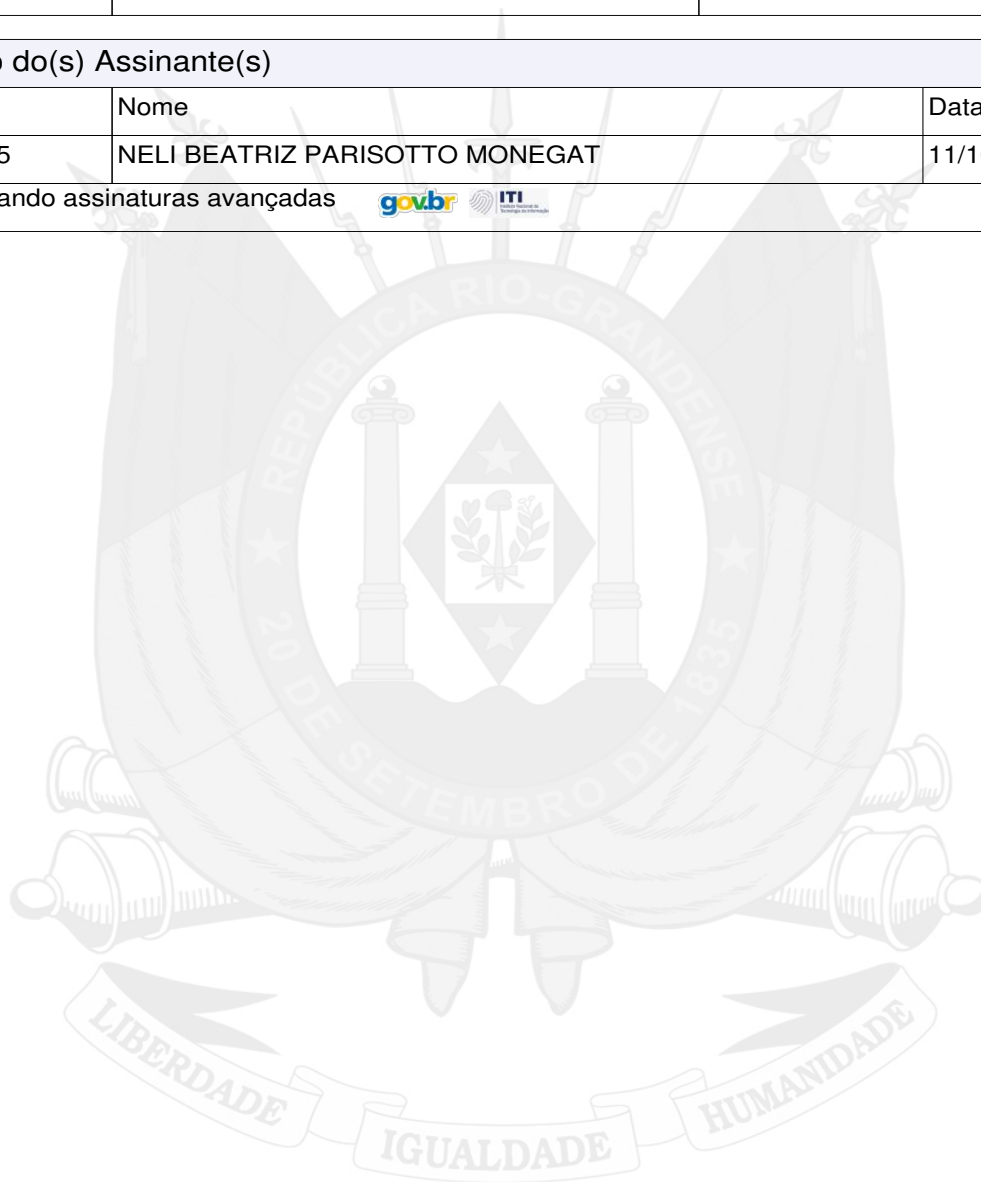 o do(s) Assinante(s)
Nome
Data
5
NELI BEATRIZ PARISOTTO MONEGAT
11/1
ando assinaturas avançadas
gov.br
ITI
REPÚBLICA RIO-GRANDENSE
20 DE SETEMBRO DE 1835
LIBERDADE
IGUALDADE
HUMANIDADE